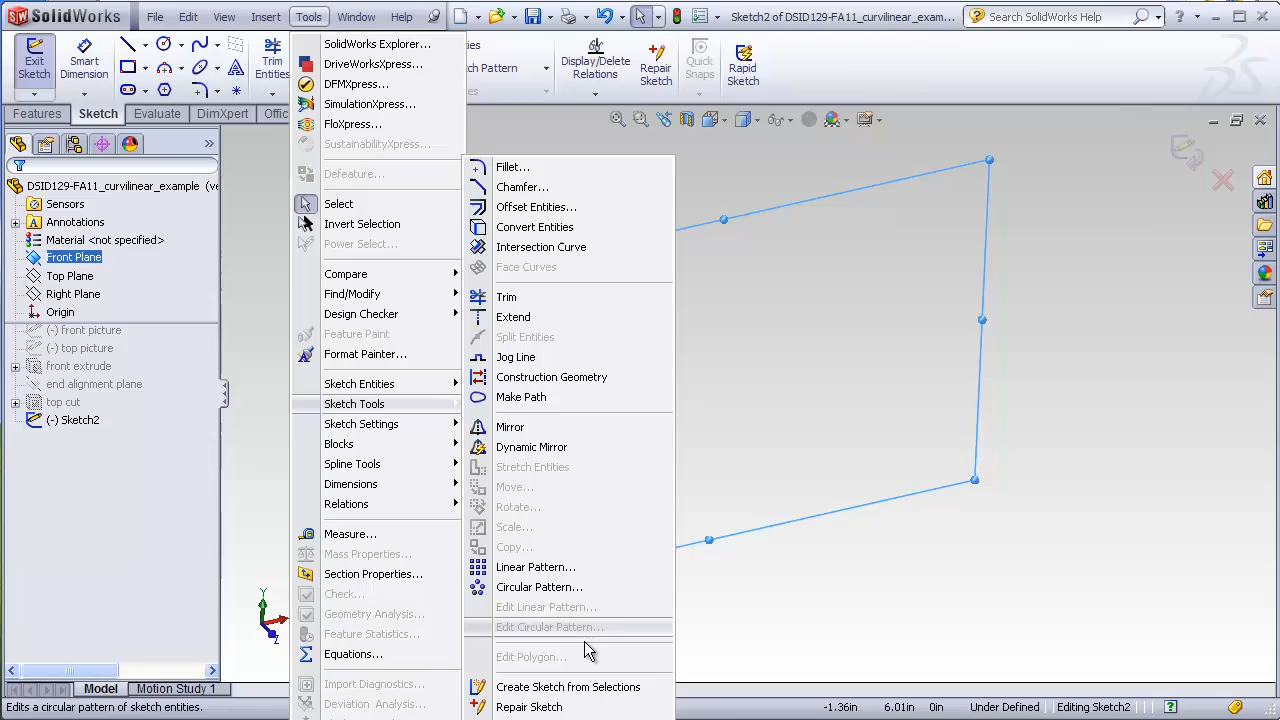 SolidWorks File Edit View Insert Tools Window Help Sketch2 of DSID129-FA11_curvilinear_exam... Search SolidWorks Help
Exit Sketch
Smart Dimension
Trim Entities
ies
tch Pattern
Display/Delete Relations
Repair Sketch
Quick Snaps
Rapid Sketch
Features Sketch Evaluate DimXpert Offic
DSID129-FA11_curvilinear_example (ve
Sensors
Annotations
Material <not specified>
Front Plane
Top Plane
Right Plane
Origin
(-) front picture
(-) top picture
front extrude
end alignment plane
top cut
(-) Sketch2
SolidWorks Explorer...
DriveWorksXpress...
DFMXpress...
SimulationXpress...
FloXpress...
SustainabilityXpress...
Defeature...
Select
Invert Selection
Power Select...
Compare
Find/Modify
Design Checker
Feature Paint
Format Painter...
Sketch Entities
Sketch Tools
Sketch Settings
Blocks
Spline Tools
Dimensions
Relations
Measure...
Mass Properties...
Section Properties...
Check...
Geometry Analysis...
Feature Statistics...
Equations...
Import Diagnostics...
Deviation Analysis...
Fillet...
Chamfer...
Offset Entities...
Convert Entities
Intersection Curve
Face Curves
Trim
Extend
Split Entities
Jog Line
Construction Geometry
Make Path
Mirror
Dynamic Mirror
Stretch Entities
Move...
Rotate...
Scale...
Copy...
Linear Pattern...
Circular Pattern...
Edit Linear Pattern...
Edit Circular Pattern...
Edit Polygon...
Create Sketch from Selections
Repair Sketch
Y
Z
Model Motion Study 1
Edits a circular pattern of sketch entities. -1.36in 6.01in 0in Under Defined Editing Sketch2